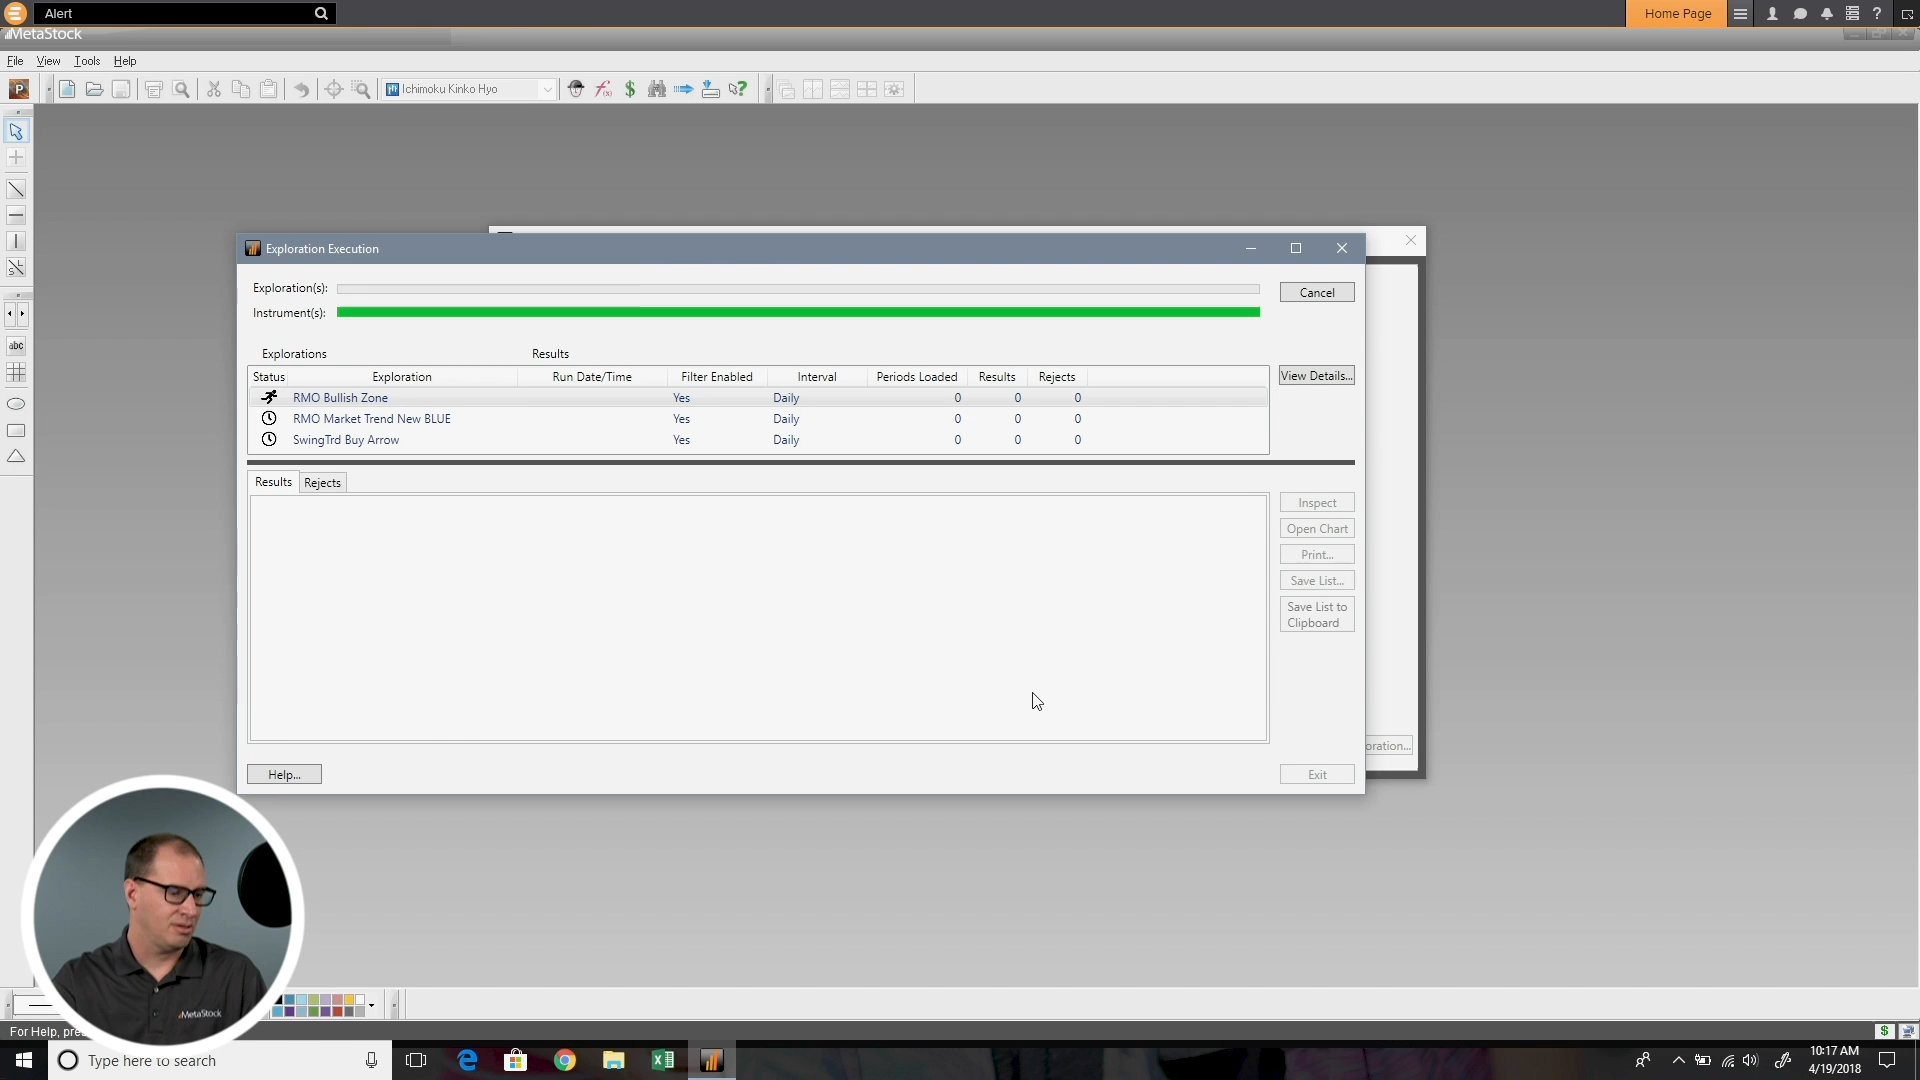 Alert
Home Page
MetaStock
File View Tools Help
Ichimoku Kinko Hyo
Exploration Execution
Exploration(s):
Cancel
Instrument(s):
Explorations Results
View Details...
Status Exploration Run Date/Time Filter Enabled Interval Periods Loaded Results Rejects
RMO Bullish Zone Yes Daily 0 0 0
RMO Market Trend New BLUE Yes Daily 0 0 0
SwingTrd Buy Arrow Yes Daily 0 0 0
Results Rejects
Inspect
Open Chart
Print...
Save List...
Save List to
Clipboard
oration...
Help...
Exit
abc
MetaStock
For Help, pre
Type here to search
10:17 AM
4/19/2018